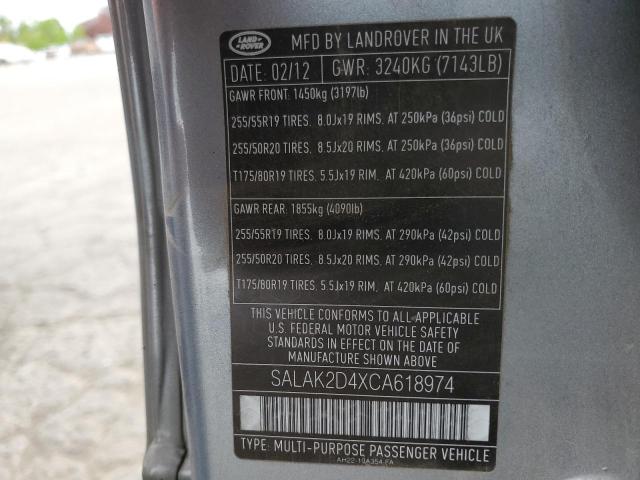 LAND ROVER
MFD BY LANDROVER IN THE UK
DATE: 02/12 GWR: 3240KG (7143LB)
GAWR FRONT: 1450kg (3197lb)
255/55R19 TIRES. 8.0Jx19 RIMS. AT 250kPa (36psi) COLD
255/50R20 TIRES. 8.5Jx20 RIMS. AT 250kPa (36psi) COLD
T175/80R19 TIRES. 5.5Jx19 RIM. AT 420kPa (60psi) COLD
GAWR REAR: 1855kg (4090lb)
255/55R19 TIRES. 8.0Jx19 RIMS. AT 290kPa (42psi) COLD
255/50R20 TIRES. 8.5Jx20 RIMS. AT 290kPa (42psi) COLD
T175/80R19 TIRES. 5.5Jx19 RIM. AT 420kPa (60psi) COLD
THIS VEHICLE CONFORMS TO ALL APPLICABLE
U.S. FEDERAL MOTOR VEHICLE SAFETY
STANDARDS IN EFFECT ON THE DATE OF
MANUFACTURE SHOWN ABOVE
SALAK2D4XCA618974
TYPE: MULTI-PURPOSE PASSENGER VEHICLE
AH22-10A354-FA